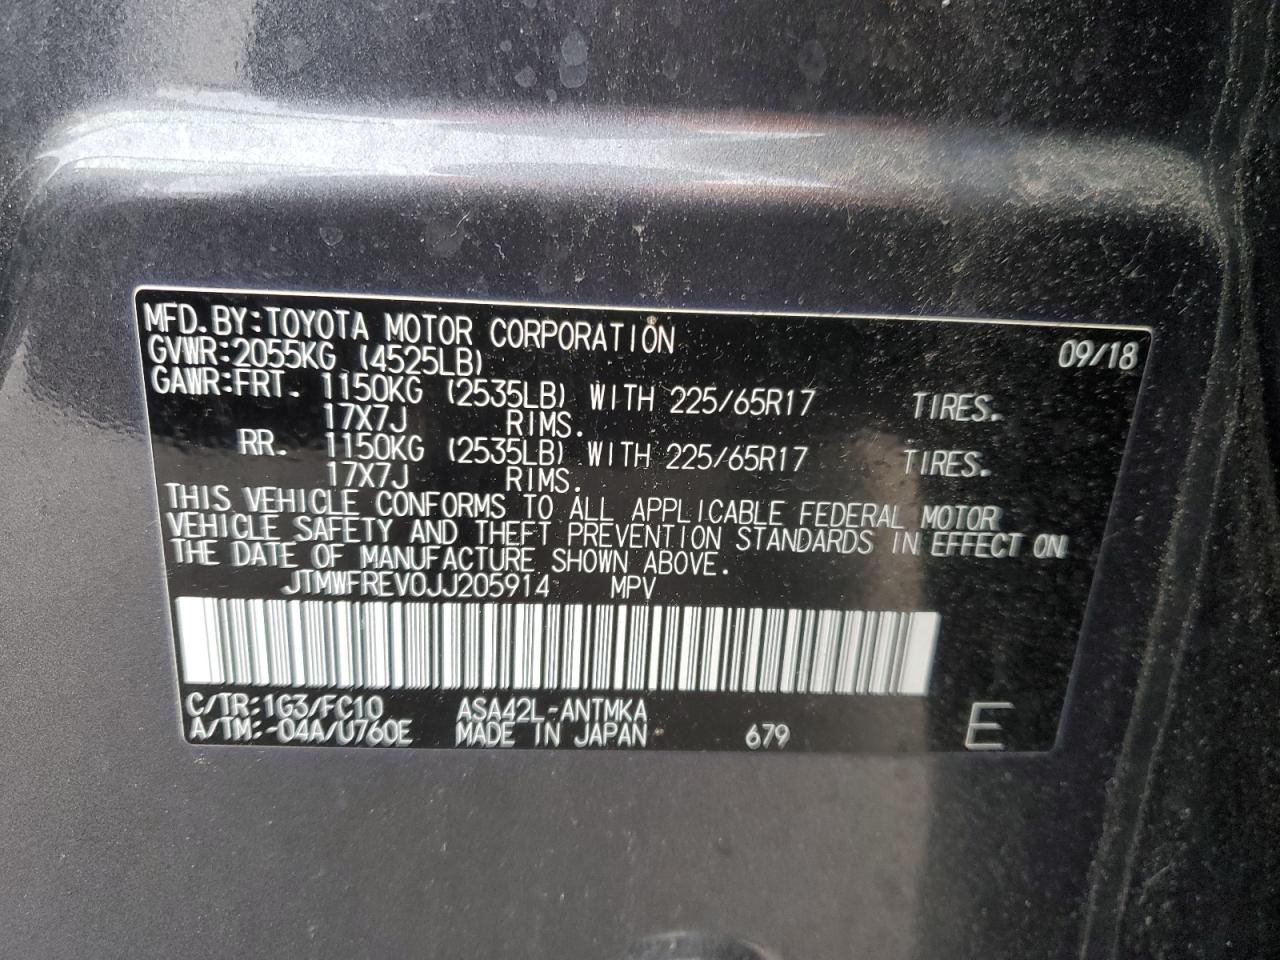 MFD.BY:TOYOTA MOTOR CORPORATION 09/18
GVWR:2055KG (4525LB)
GAWR:FRT. 1150KG (2535LB) WITH 225/65R17 TIRES.
17X7J RIMS.
RR. 1150KG (2535LB) WITH 225/65R17 TIRES.
17X7J RIMS.
THIS VEHICLE CONFORMS TO ALL APPLICABLE FEDERAL MOTOR
VEHICLE SAFETY AND THEFT PREVENTION STANDARDS IN EFFECT ON
THE DATE OF MANUFACTURE SHOWN ABOVE.
JTMWFREV0JJ205914 MPV
C/TR:1G3/FC10 ASA42L-ANTMKA
A/TM:-04A/U760E MADE IN JAPAN 679 E